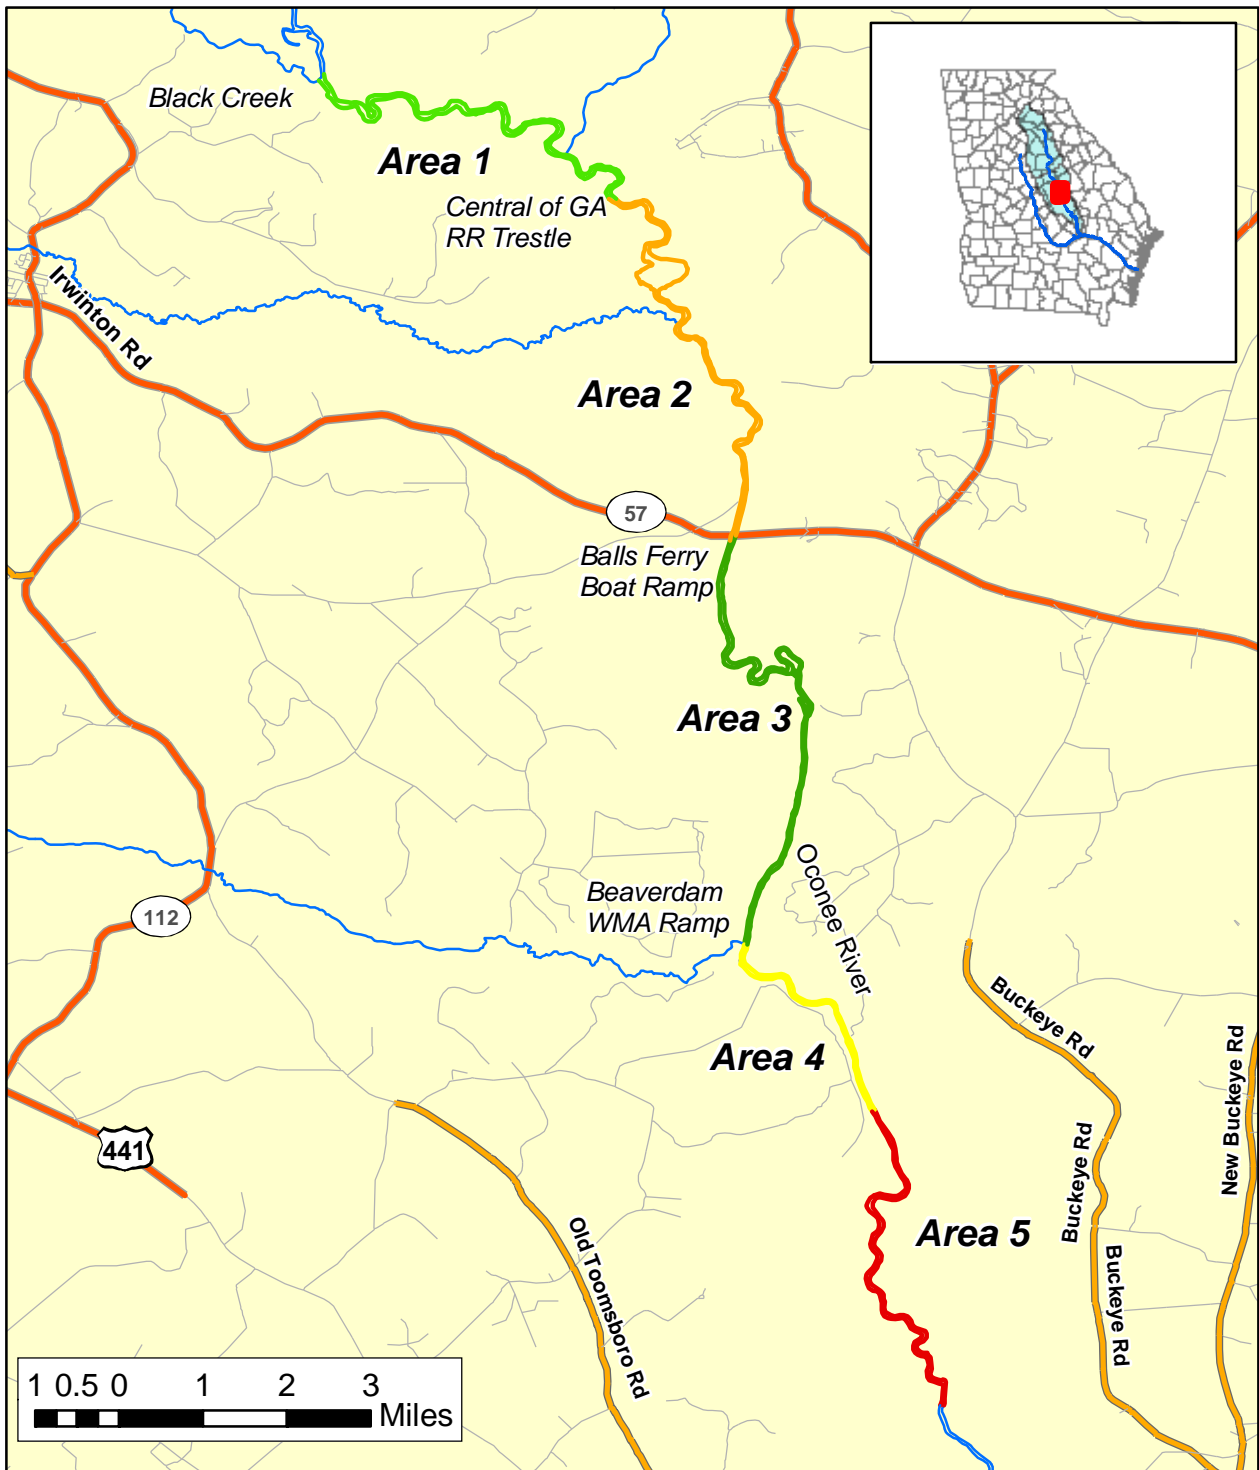 Black Creek
Area 1
Central of GA
RR Trestle
Irwinton Rd
Area 2
57
Balls Ferry
Boat Ramp
Area 3
Oconee River
Beaverdam
WMA Ramp
112
Buckeye Rd
Area 4
New Buckeye Rd
Buckeye Rd
441
Area 5
Old Toomsboro Rd
Buckeye Rd
1 0.5 0 1 2 3
Miles